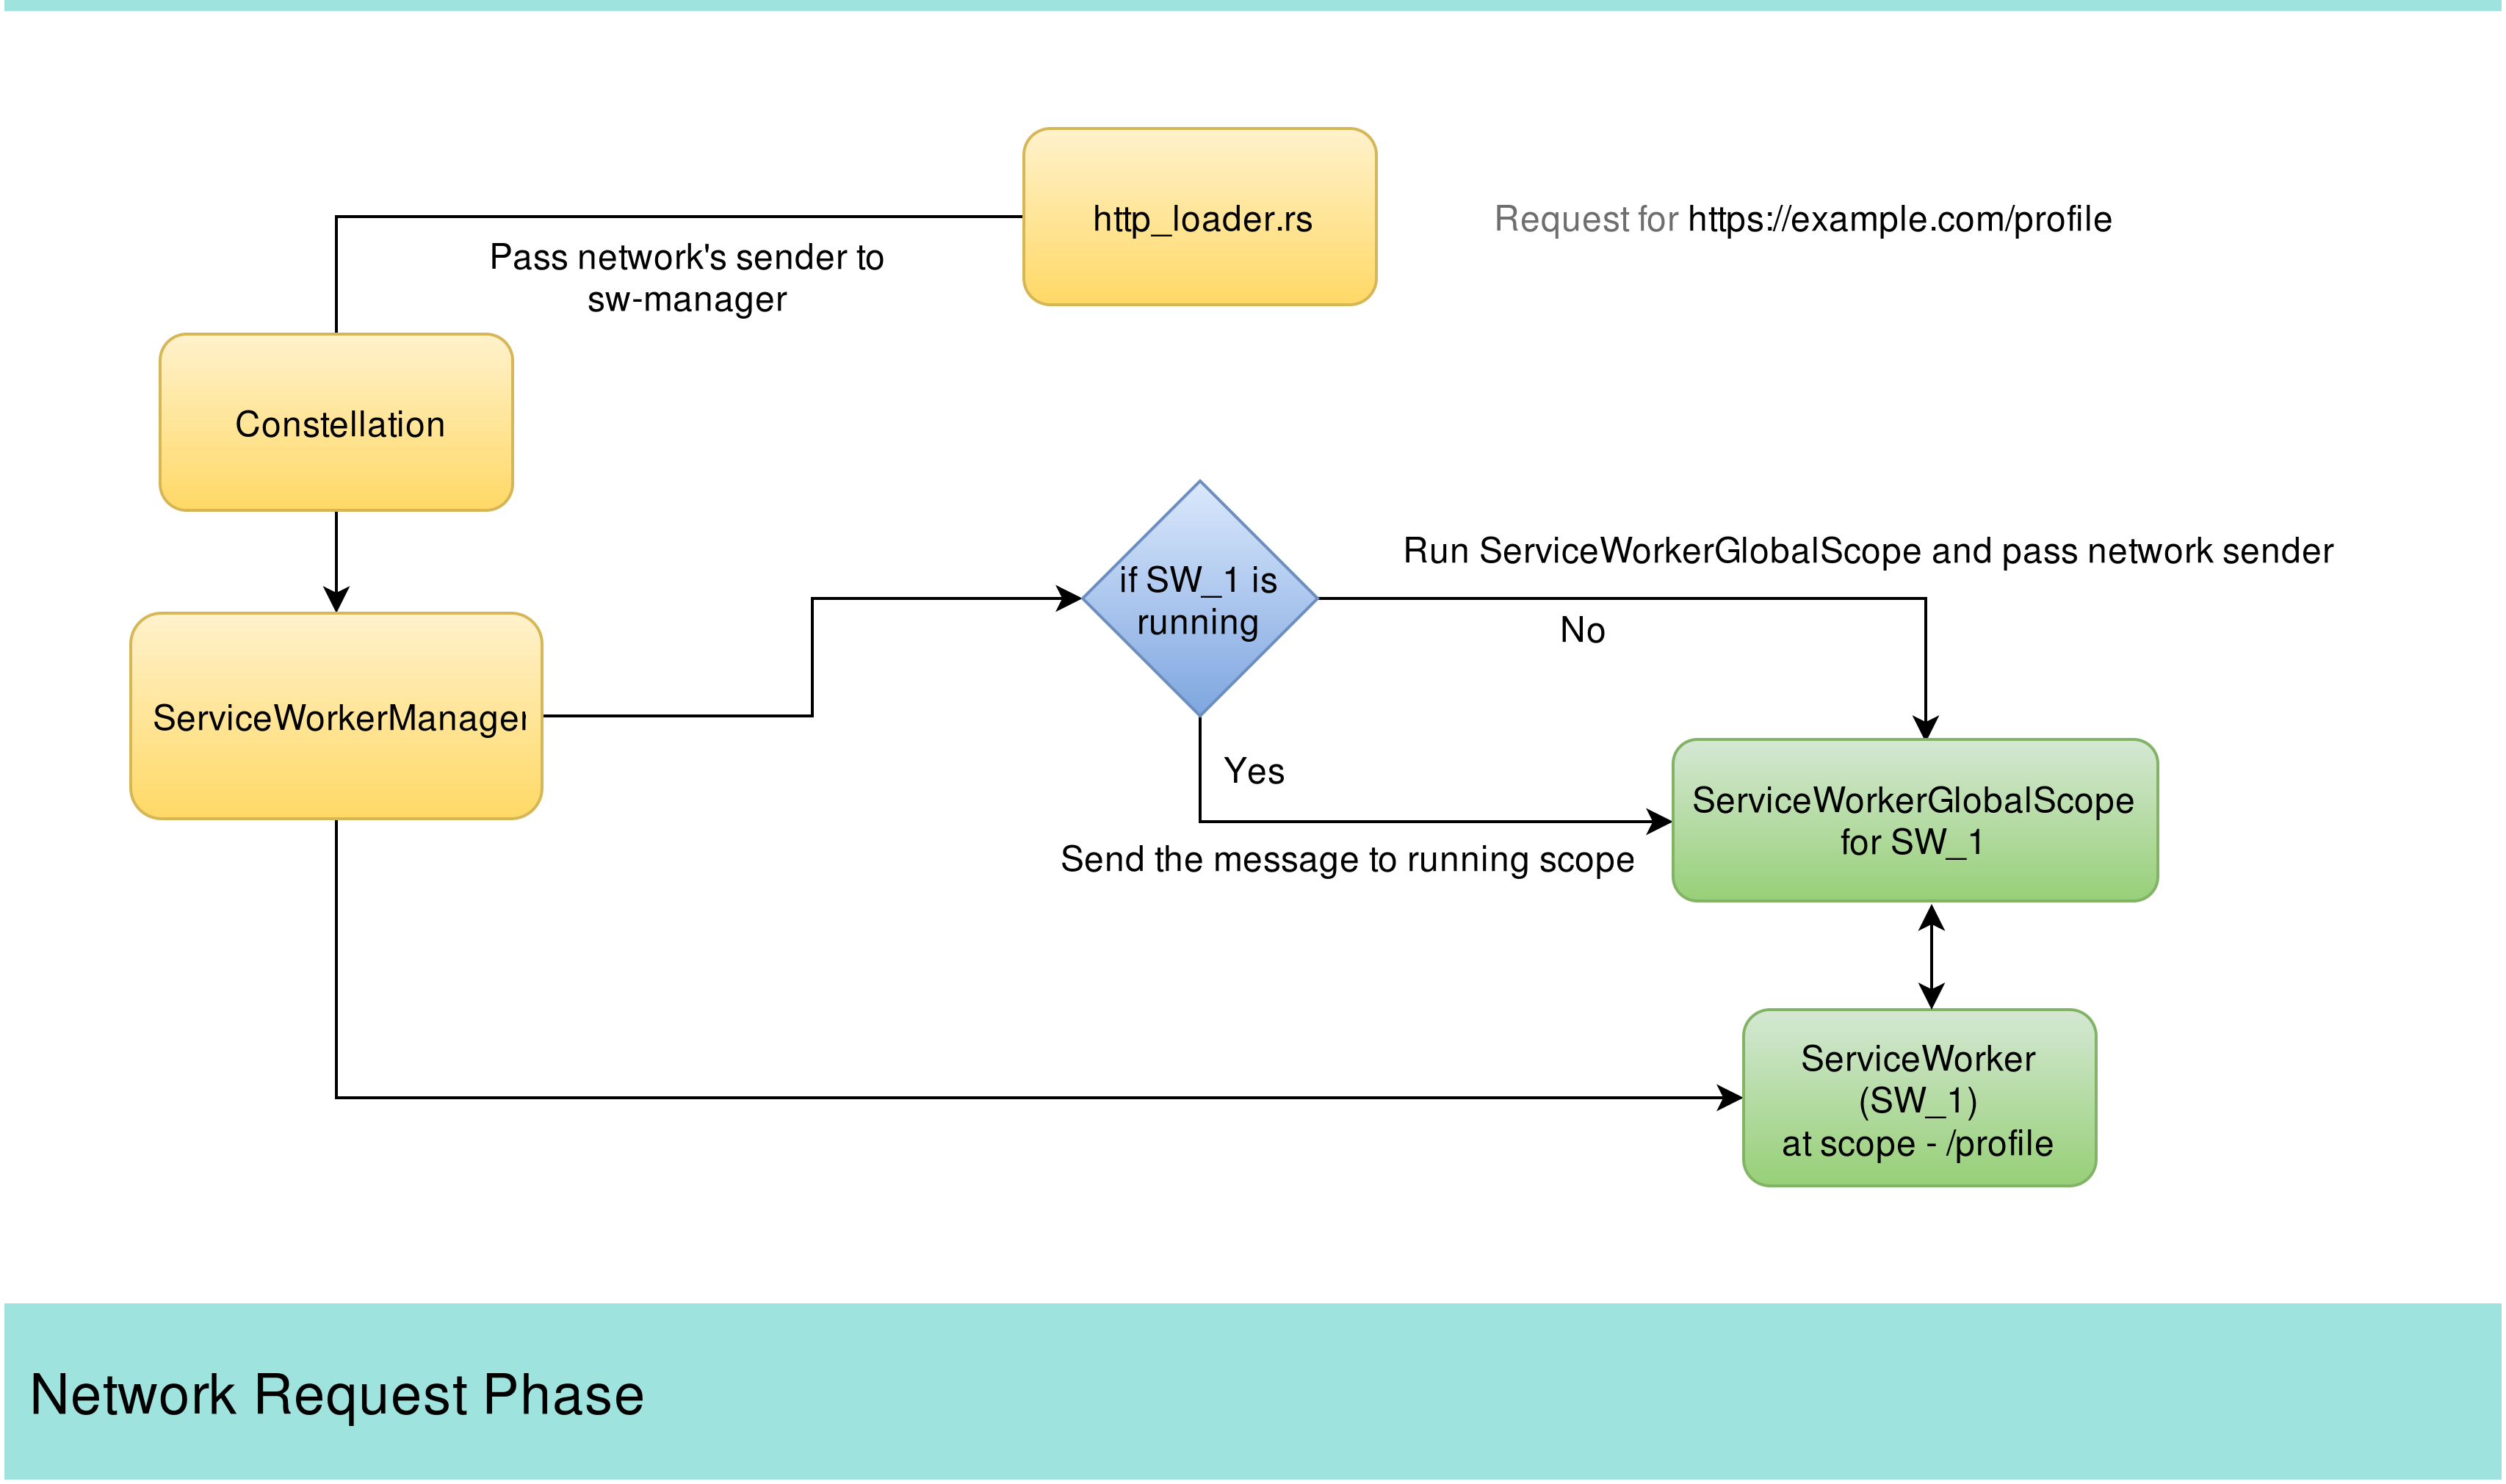 http_loader.rs
Request for https://example.com/profile
Pass network's sender to
sw-manager
Constellation
if SW_1 is
running
Run ServiceWorkerGlobalScope and pass network sender
No
ServiceWorkerManager
Yes
Send the message to running scope
ServiceWorkerGlobalScope
for SW_1
ServiceWorker
(SW_1)
at scope - /profile
Network Request Phase